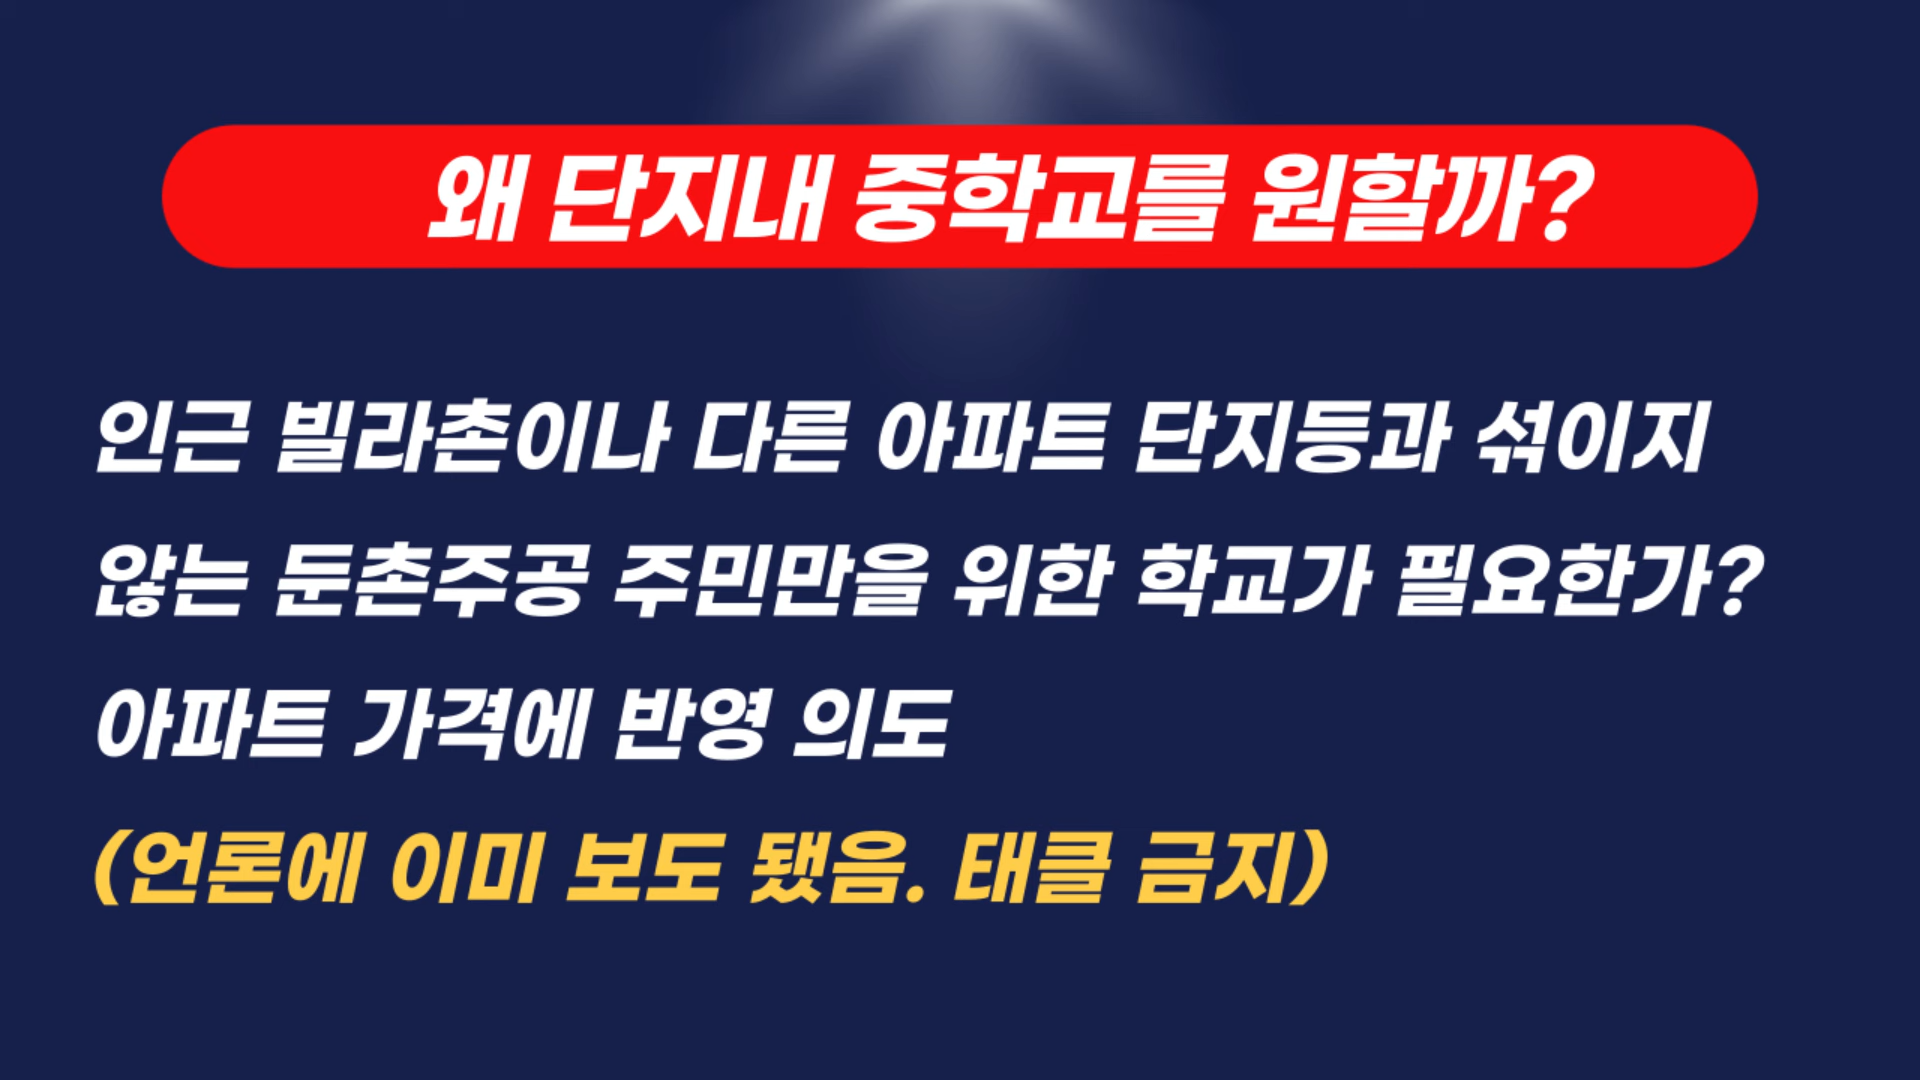 왜 단지내 중학교를 원할까?
인근 빌라촌이나 다른 아파트 단지등과 섞이지
않는 둔촌주공 주민만을 위한 학교가 필요한가?
아파트 가격에 반영 의도
(언론에 이미 보도 됐음. 태클 금지)